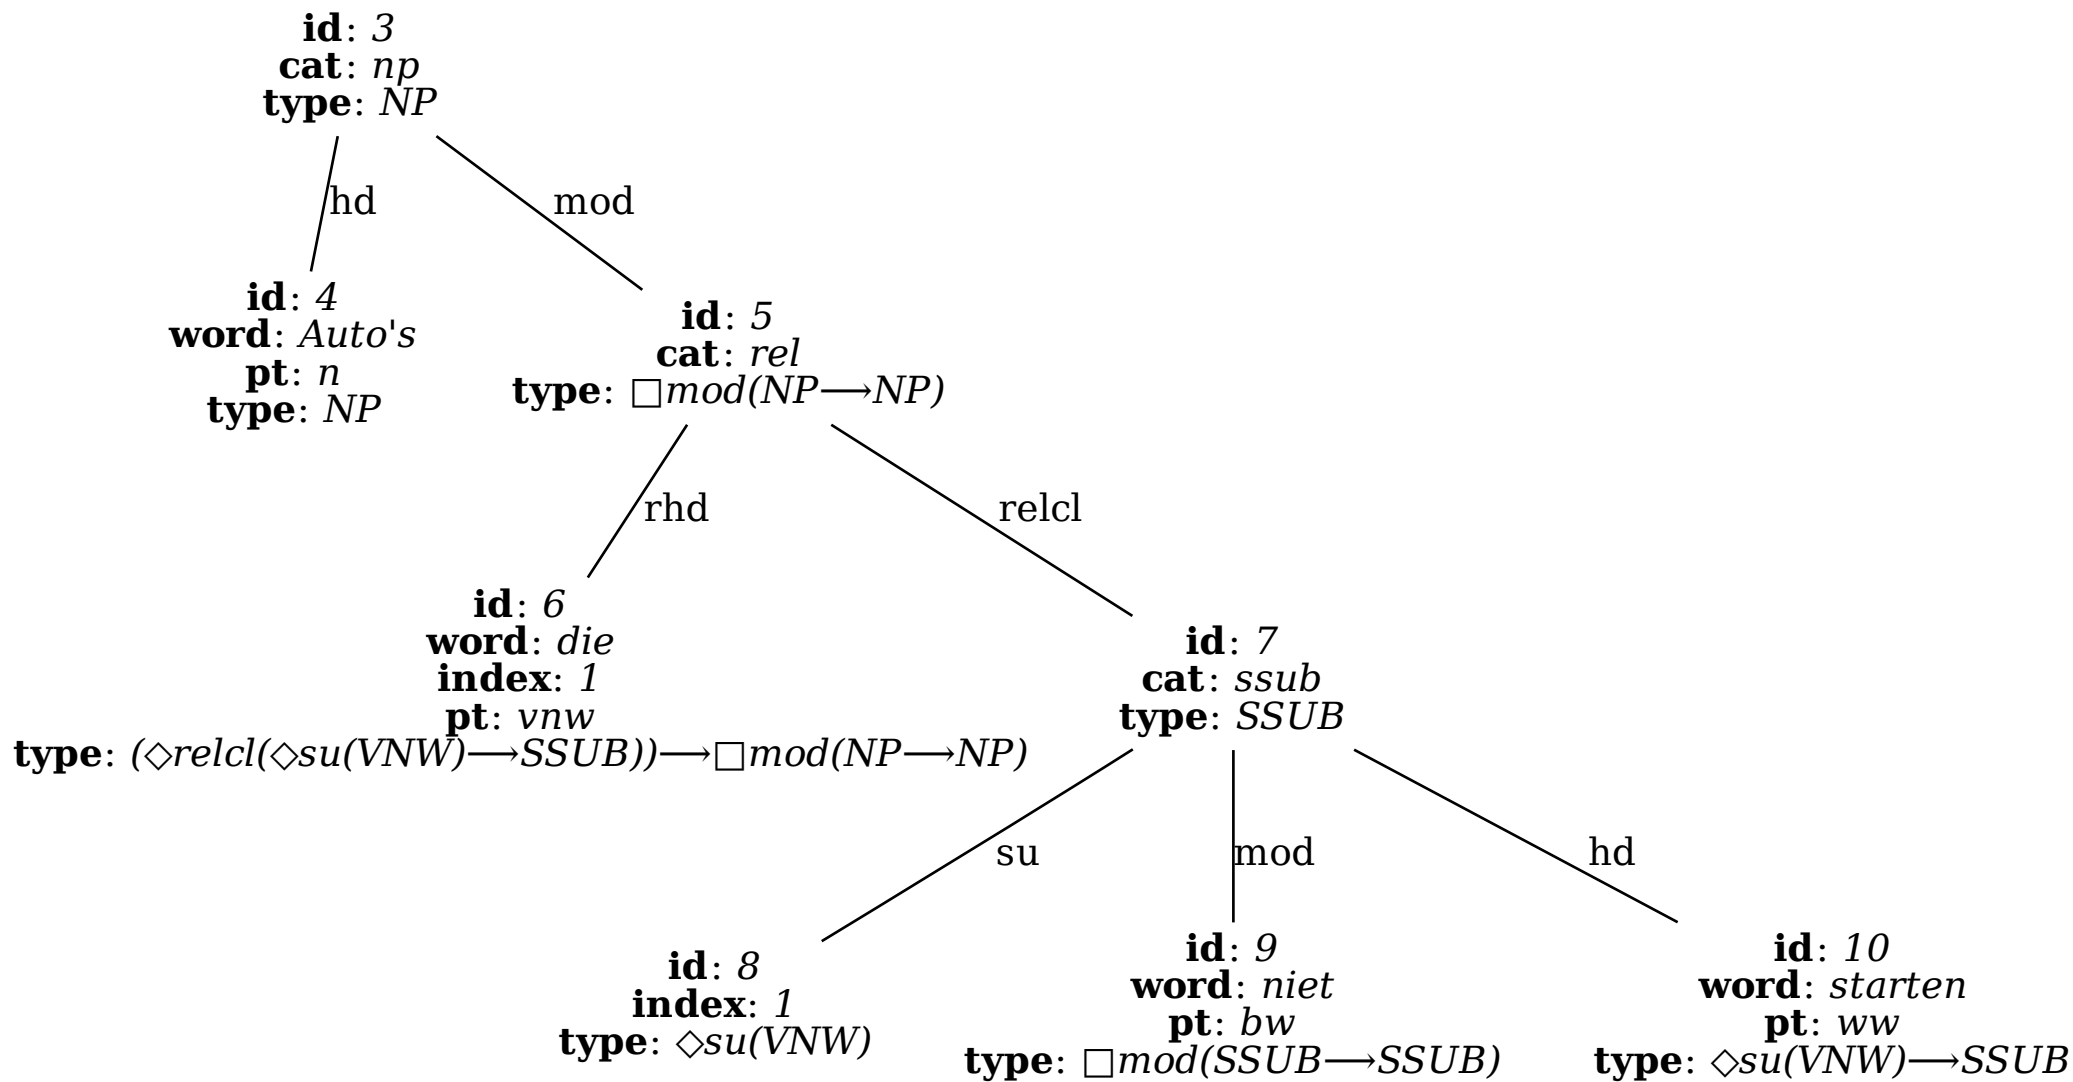 id: 3
cat: np
type: NP
hd
mod
id: 4
word: Auto's
pt: n
type: NP
id: 5
cat: rel
type: □mod(NP⟶NP)
rhd
relcl
id: 6
word: die
index: 1
pt: vnw
type: (◇relcl(◇su(VNW)⟶SSUB))⟶□mod(NP⟶NP)
id: 7
cat: ssub
type: SSUB
su
mod
hd
id: 8
index: 1
type: ◇su(VNW)
id: 9
word: niet
pt: bw
type: □mod(SSUB⟶SSUB)
id: 10
word: starten
pt: ww
type: ◇su(VNW)⟶SSUB